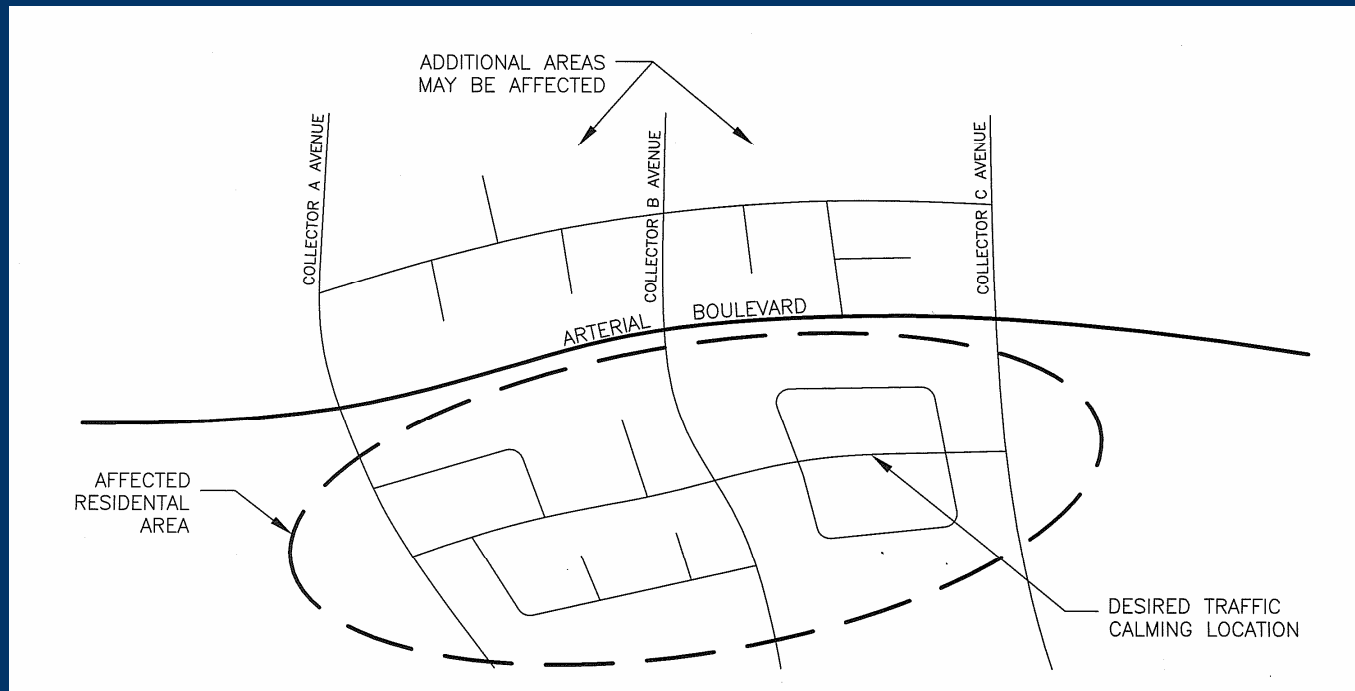 ADDITIONAL AREAS
MAY BE AFFECTED
COLLECTOR A AVENUE
COLLECTOR B AVENUE
COLLECTOR C AVENUE
ARTERIAL BOULEVARD
AFFECTED
RESIDENTAL
AREA
DESIRED TRAFFIC
CALMING LOCATION